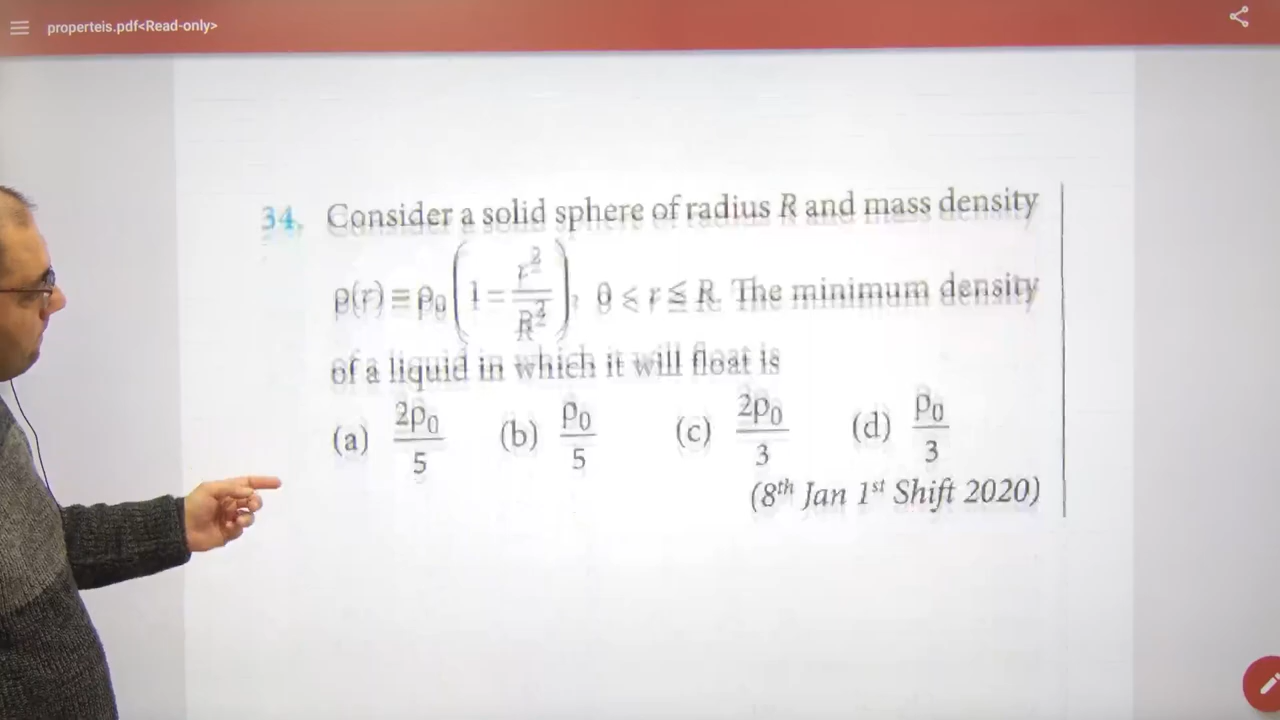 properteis.pdf<Read-only>
34. Consider a solid sphere of radius R and mass density
ρ(r) = ρ₀ (1 − r²/R²), 0 < r ≤ R. The minimum density
of a liquid in which it will float is
(a) 2ρ₀/5 (b) ρ₀/5 (c) 2ρ₀/3 (d) ρ₀/3
(8th Jan 1st Shift 2020)